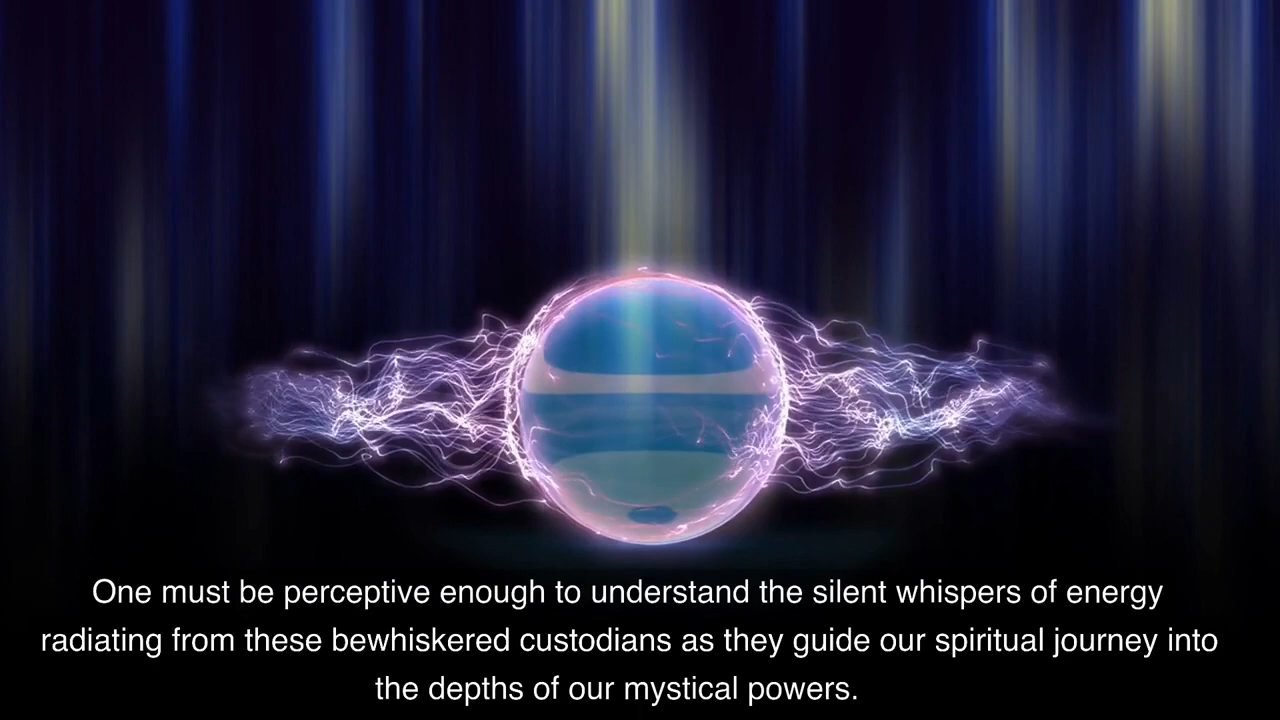 One must be perceptive enough to understand the silent whispers of energy
radiating from these bewhiskered custodians as they guide our spiritual journey into
the depths of our mystical powers.